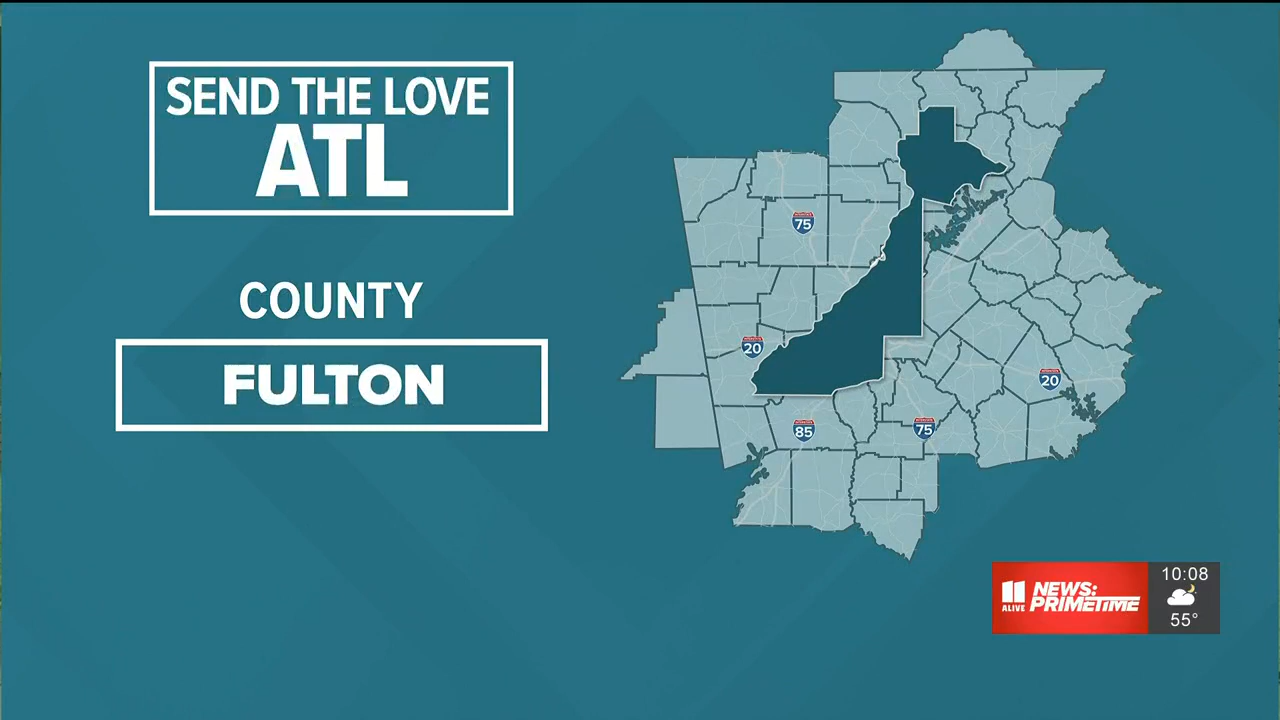 SEND THE LOVE
ATL
COUNTY
FULTON
75
20
20
85
75
11
ALIVE
NEWS:
PRIMETIME
10:08
55°